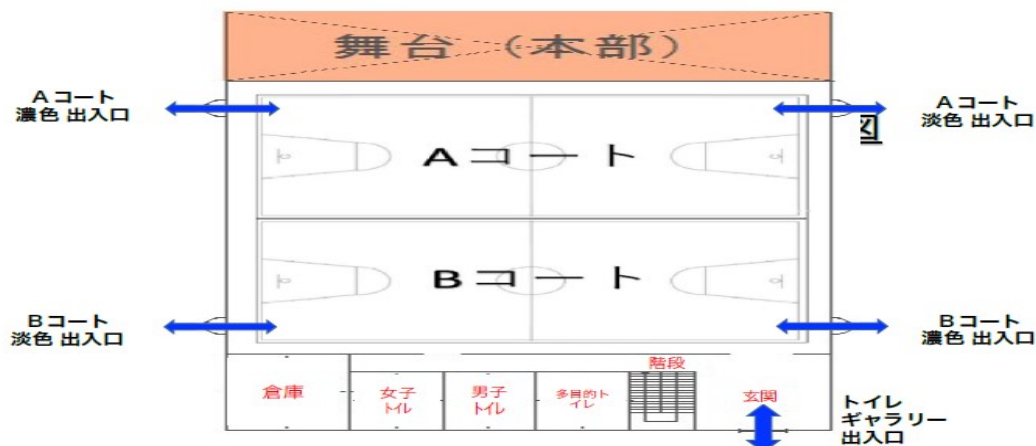 舞台（本部）
Aコート
濃色 出入口
Aコート
淡色 出入口
図
Aコート
Bコート
Bコート
淡色 出入口
Bコート
濃色 出入口
倉庫
女子
トイレ
男子
トイレ
多目的ト
イレ
階段
玄関
トイレ
ギャラリー
出入口